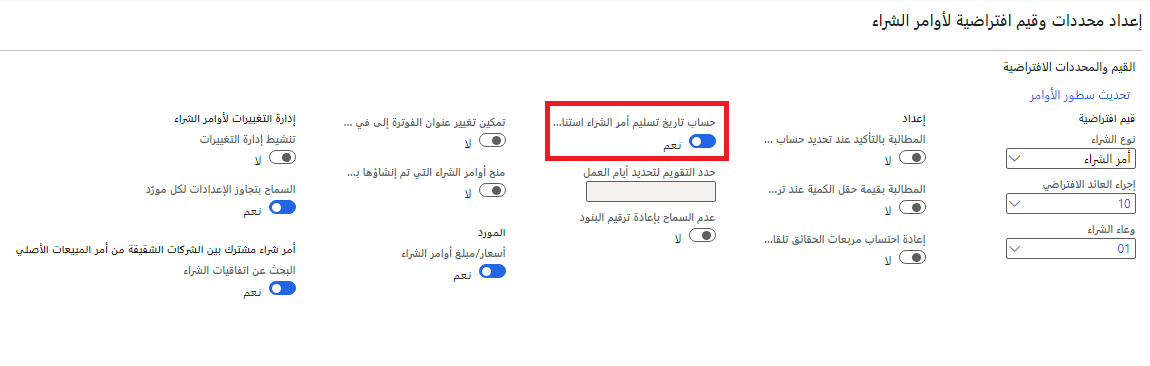 إعداد محددات وقيم افتراضية لأوامر الشراء
القيم والمحددات الافتراضية
تحديث سطور الأوامر
قيم افتراضية
نوع الشراء
أمر الشراء
إجراء العائد الافتراضي
10
وعاء الشراء
01
إعداد
المطالبة بالتأكيد عند تحديد حساب ...
لا
المطالبة بقيمة حقل الكمية عند تر...
لا
إعادة احتساب مربعات الحقائق تلقا...
لا
حساب تاريخ تسليم أمر الشراء استنا...
نعم
حدد التقويم لتحديد أيام العمل
عدم السماح بإعادة ترقيم البنود
لا
تمكين تغيير عنوان الفوترة إلى في ...
لا
منح أوامر الشراء التي تم إنشاؤها بـ...
لا
المورد
أسعار/مبلغ أوامر الشراء
نعم
إدارة التغييرات لأوامر الشراء
تنشيط إدارة التغييرات
لا
السماح بتجاوز الإعدادات لكل مورّد
نعم
أمر شراء مشترك بين الشركات الشقيقة من أمر المبيعات الأصلي
البحث عن اتفاقيات الشراء
نعم